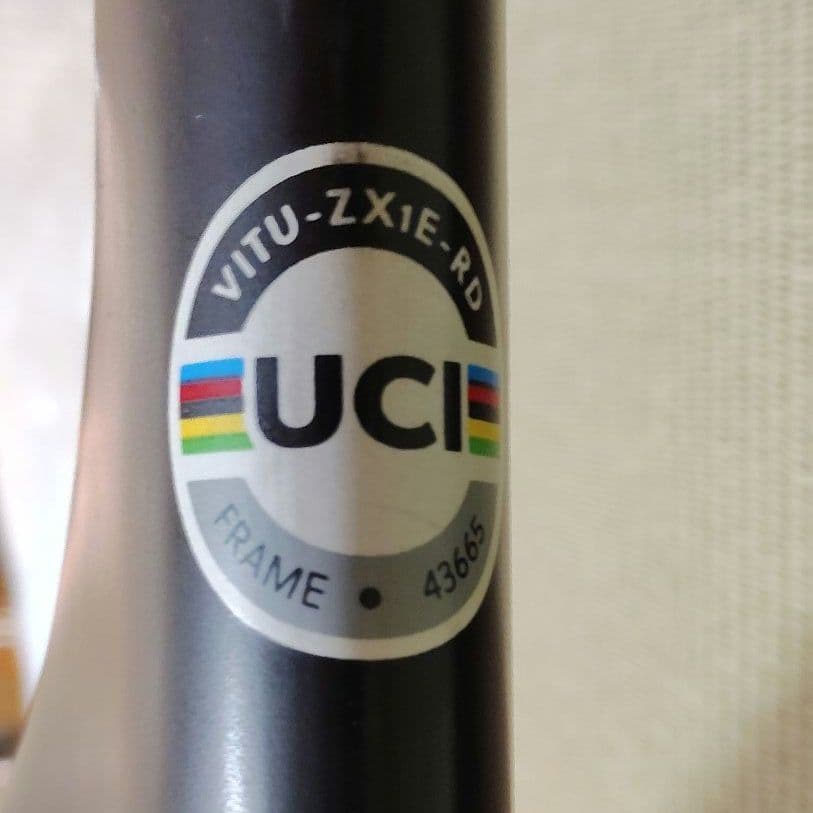 VITU-ZX1E-RD
UCI
FRAME • 43665